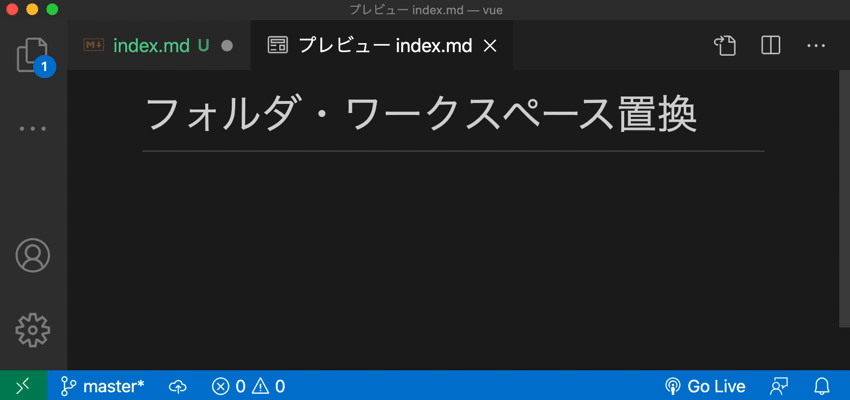 プレビュー index.md — vue
1
M↓ index.md U
プレビュー index.md
フォルダ・ワークスペース置換
master*
0
0
Go Live